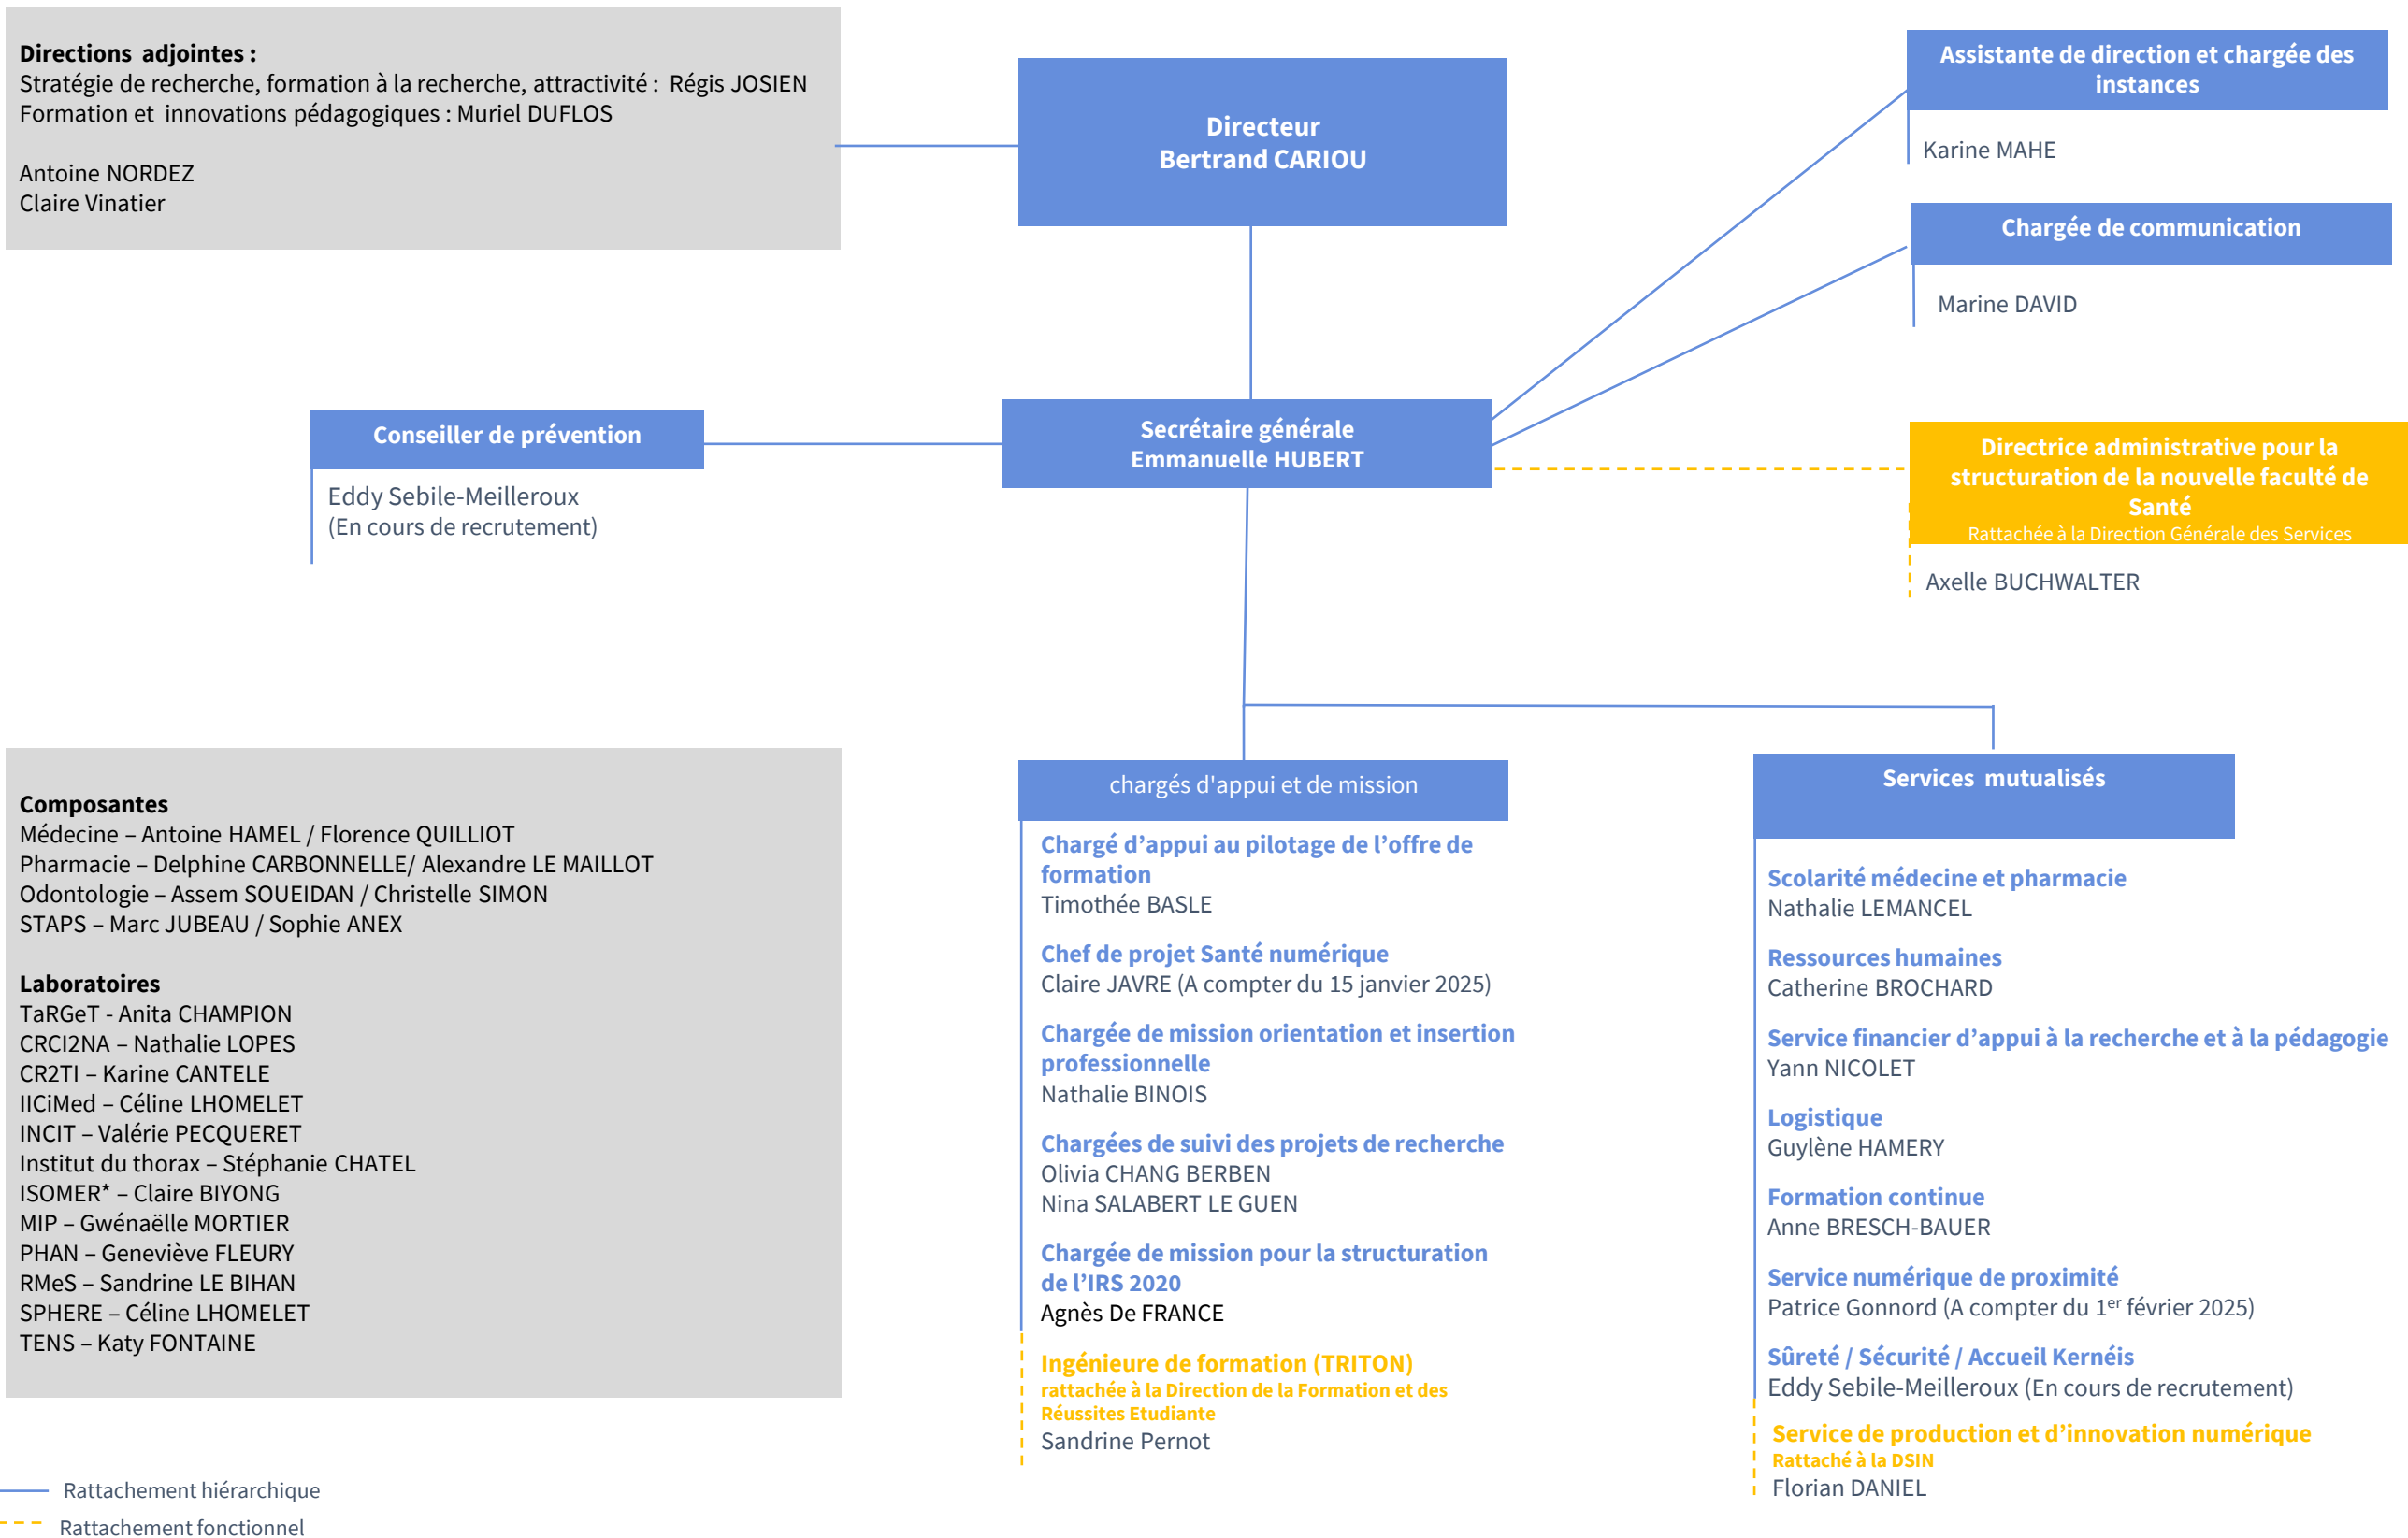 Directions adjointes :
Stratégie de recherche, formation à la recherche, attractivité : Régis JOSIEN
Formation et innovations pédagogiques : Muriel DUFLOS
Antoine NORDEZ
Claire Vinatier
Directeur
Bertrand CARIOU
Assistante de direction et chargée des
instances
Karine MAHE
Chargée de communication
Marine DAVID
Conseiller de prévention
Eddy Sebile-Meilleroux
(En cours de recrutement)
Secrétaire générale
Emmanuelle HUBERT
Directrice administrative pour la
structuration de la nouvelle faculté de
Santé
Rattachée à la Direction Générale des Services
Axelle BUCHWALTER
Composantes
Médecine – Antoine HAMEL / Florence QUILLIOT
Pharmacie – Delphine CARBONNELLE/ Alexandre LE MAILLOT
Odontologie – Assem SOUEIDAN / Christelle SIMON
STAPS – Marc JUBEAU / Sophie ANEX
Laboratoires
TaRGeT - Anita CHAMPION
CRCI2NA – Nathalie LOPES
CR2TI – Karine CANTELE
IICiMed – Céline LHOMELET
INCIT – Valérie PECQUERET
Institut du thorax – Stéphanie CHATEL
ISOMER* – Claire BIYONG
MIP – Gwénaëlle MORTIER
PHAN – Geneviève FLEURY
RMeS – Sandrine LE BIHAN
SPHERE – Céline LHOMELET
TENS – Katy FONTAINE
chargés d'appui et de mission
Chargé d’appui au pilotage de l’offre de
formation
Timothée BASLE
Chef de projet Santé numérique
Claire JAVRE (A compter du 15 janvier 2025)
Chargée de mission orientation et insertion
professionnelle
Nathalie BINOIS
Chargées de suivi des projets de recherche
Olivia CHANG BERBEN
Nina SALABERT LE GUEN
Chargée de mission pour la structuration
de l’IRS 2020
Agnès De FRANCE
Ingénieure de formation (TRITON)
rattachée à la Direction de la Formation et des
Réussites Etudiante
Sandrine Pernot
Services mutualisés
Scolarité médecine et pharmacie
Nathalie LEMANCEL
Ressources humaines
Catherine BROCHARD
Service financier d’appui à la recherche et à la pédagogie
Yann NICOLET
Logistique
Guylène HAMERY
Formation continue
Anne BRESCH-BAUER
Service numérique de proximité
Patrice Gonnord (A compter du 1er février 2025)
Sûreté / Sécurité / Accueil Kernéis
Eddy Sebile-Meilleroux (En cours de recrutement)
Service de production et d’innovation numérique
Rattaché à la DSIN
Florian DANIEL
Rattachement hiérarchique
Rattachement fonctionnel